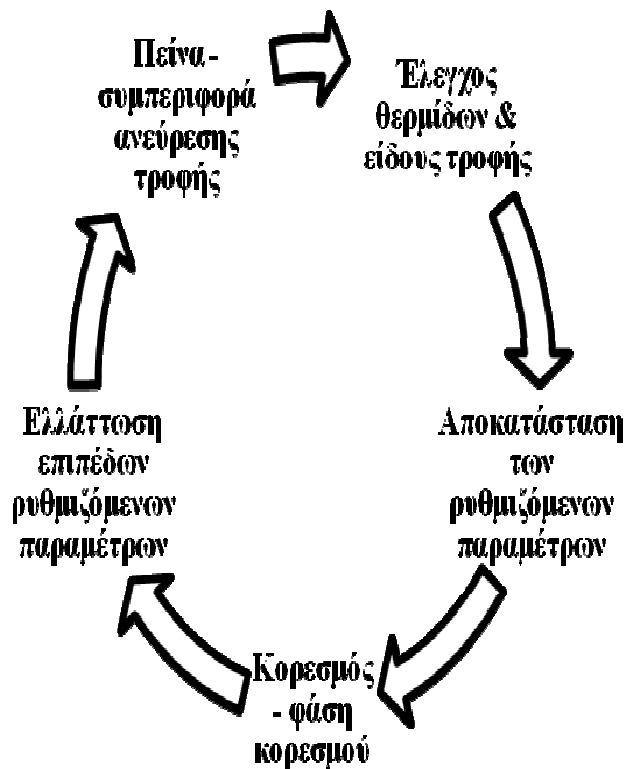 Πείνα -
συμπεριφορά
ανεύρεσης
τροφής
Έλεγχος
θερμίδων &
είδους τροφής
Αποκατάσταση
των
ρυθμιζόμενων
παραμέτρων
Κορεσμός
- φάση
κορεσμού
Ελλάττωση
επιπέδων
ρυθμιζόμενων
παραμέτρων